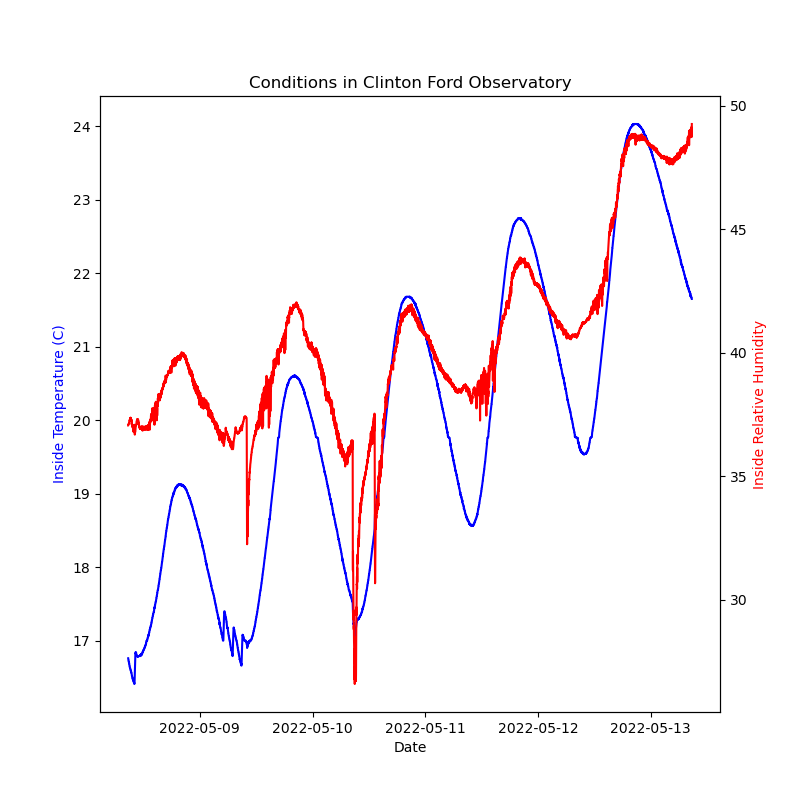 Conditions in Clinton Ford Observatory
24
23
22
21
20
19
18
17
Inside Temperature (C)
50
45
40
35
30
Inside Relative Humidity
2022-05-09 2022-05-10 2022-05-11 2022-05-12 2022-05-13
Date